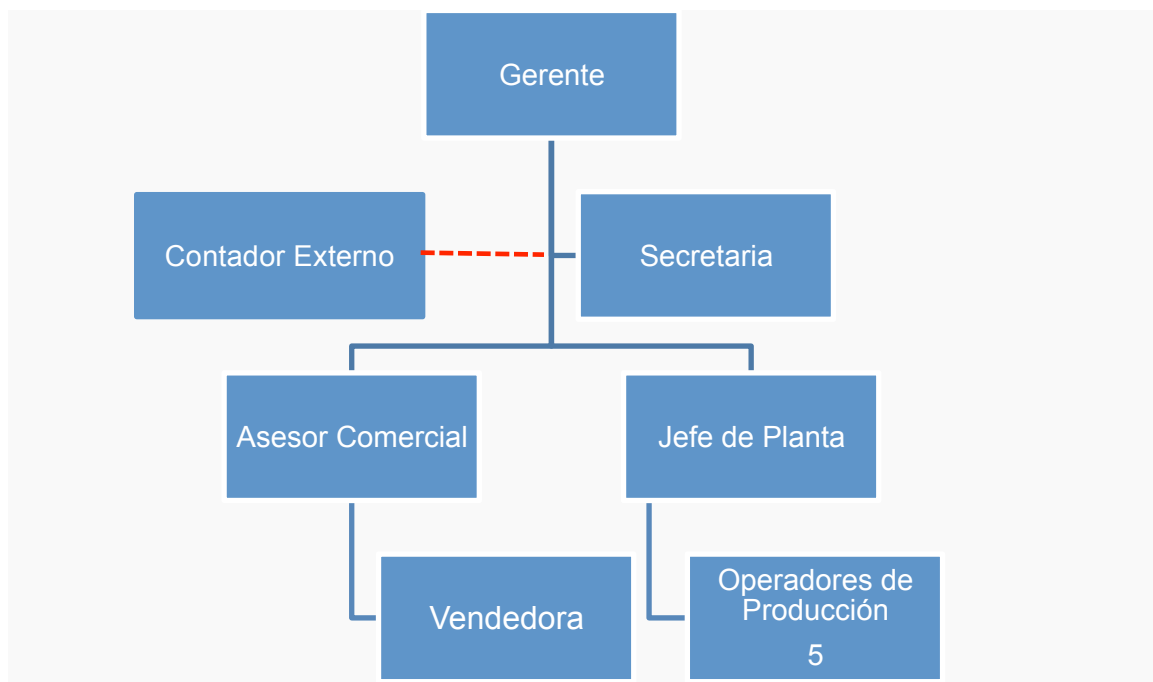 Gerente
Contador Externo
Secretaria
Asesor Comercial
Jefe de Planta
Vendedora
Operadores de
Producción
5